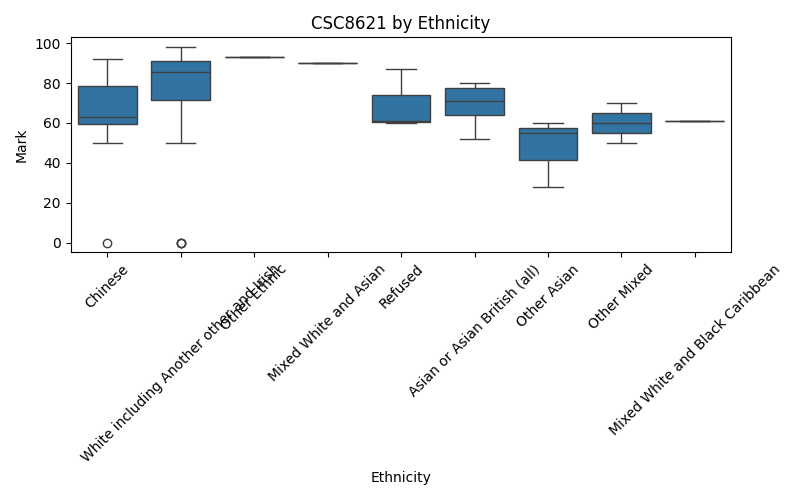 CSC8621 by Ethnicity
Mark
100
80
60
40
20
0
Chinese
White including Another other and Irish
Other Ethnic
Mixed White and Asian
Refused
Asian or Asian British (all)
Other Asian
Other Mixed
Mixed White and Black Caribbean
Ethnicity